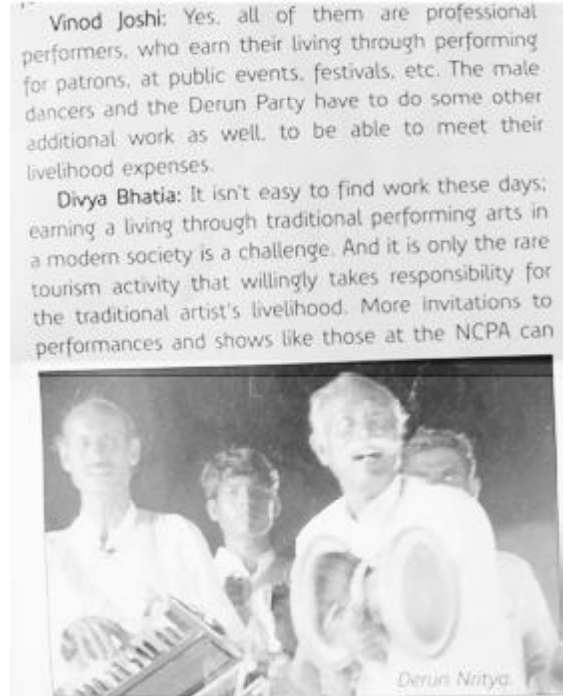 Vinod Joshi: Yes, all of them are professional
performers, who earn their living through performing
for patrons, at public events, festivals, etc. The male
dancers and the Derun Party have to do some other
additional work as well, to be able to meet their
livelihood expenses.
Divya Bhatia: It isn't easy to find work these days;
earning a living through traditional performing arts in
a modern society is a challenge. And it is only the rare
tourism activity that willingly takes responsibility for
the traditional artist's livelihood. More invitations to
performances and shows like those at the NCPA can
Derun Nritya.